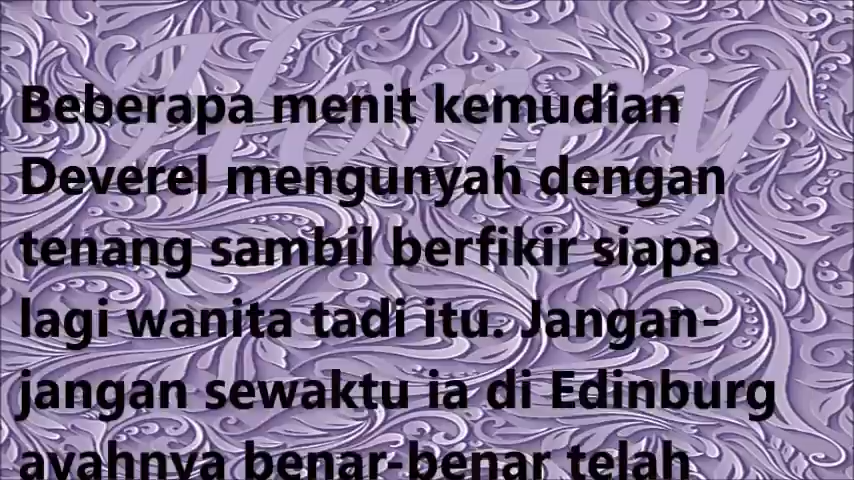 Honey
Beberapa menit kemudian
Deverel mengunyah dengan
tenang sambil berfikir siapa
lagi wanita tadi itu. Jangan-
jangan sewaktu ia di Edinburg
ayahnya benar-benar telah